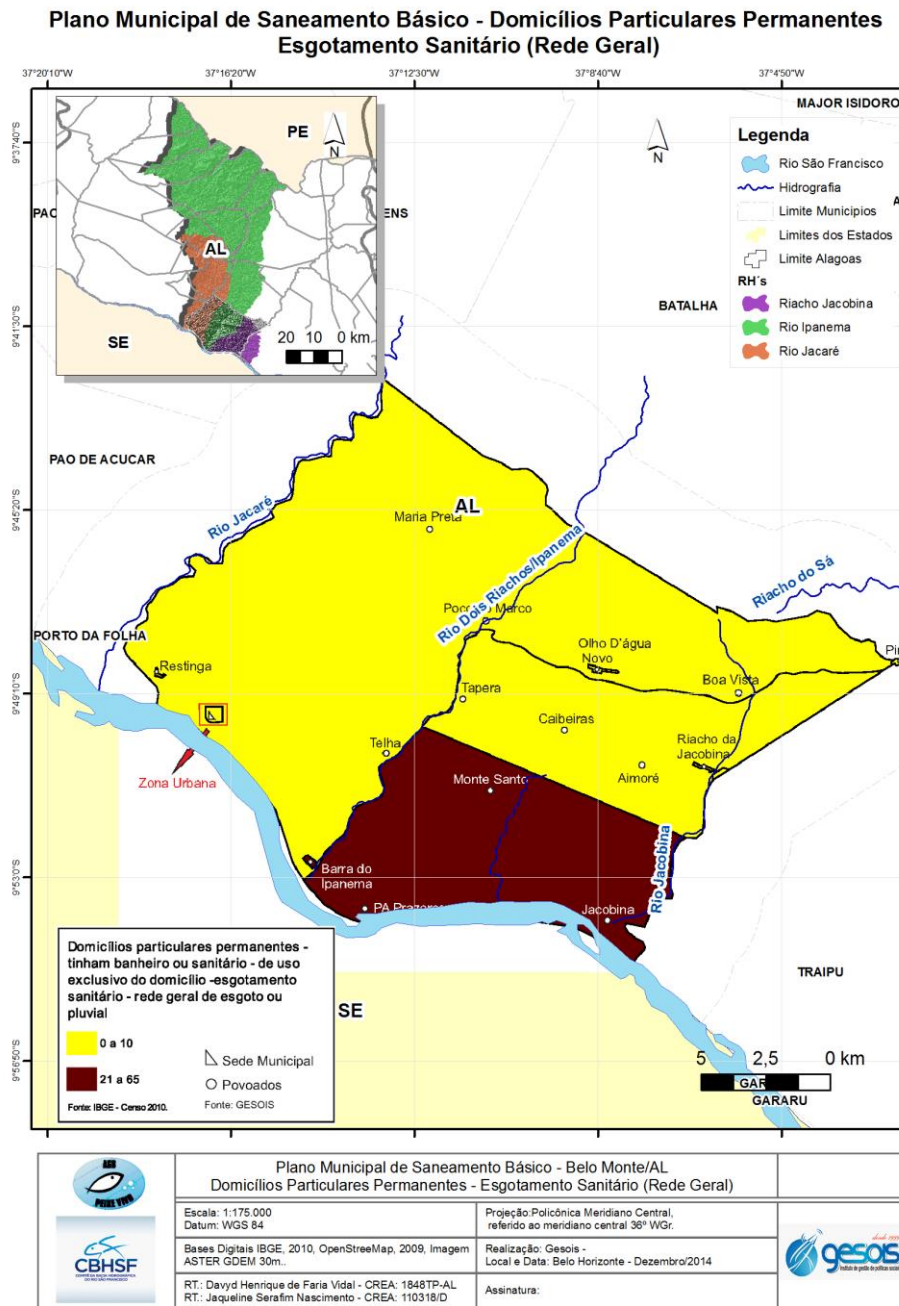 Plano Municipal de Saneamento Básico - Domicílios Particulares Permanentes
Esgotamento Sanitário (Rede Geral)
37°20'10"W
37°16'20"W
37°12'30"W
37°8'40"W
37°4'50"W
9°37'40"S
9°41'30"S
9°45'20"S
9°49'10"S
9°53'0"S
9°56'50"S
PE
N
AL
SE
20 10 0 km
N
MAJOR ISIDORO
Legenda
Rio São Francisco
Hidrografia
Limite Municipios
Limites dos Estados
Limite Alagoas
RH´s
Riacho Jacobina
Rio Ipanema
Rio Jacaré
BATALHA
PAO DE ACUCAR
Rio Jacaré
Maria Preta
AL
Rio Dois Riachos/Ipanema
Riacho do Sá
PORTO DA FOLHA
Marco
Restinga
Olho D'água
Novo
Boa Vista
Tapera
Caibeiras
Telha
Riacho da
Jacobina
Aimoré
Zona Urbana
Monte Santo
Rio Jacobina
Barra do
Ipanema
PA
Jacobina
TRAIPU
SE
Domicílios particulares permanentes -
tinham banheiro ou sanitário - de uso
exclusivo do domicílio -esgotamento
sanitário - rede geral de esgoto ou
pluvial
0 a 10
21 a 65
Sede Municipal
Povoados
Fonte: IBGE - Censo 2010.
Fonte: GESOIS
5 2,5 0 km
GARARU
Plano Municipal de Saneamento Básico - Belo Monte/AL
Domicílios Particulares Permanentes - Esgotamento Sanitário (Rede Geral)
Escala: 1:175.000
Datum: WGS 84
Projeção:Policônica Meridiano Central,
referido ao meridiano central 36º WGr.
Bases Digitais IBGE, 2010, OpenStreeMap, 2009, Imagem
ASTER GDEM 30m..
Realização: Gesois -
Local e Data: Belo Horizonte - Dezembro/2014
RT.: Davyd Henrique de Faria Vidal - CREA: 1848TP-AL
RT.: Jaqueline Serafim Nascimento - CREA: 110318/D
Assinatura:
AGB
PEIXE VIVO
CBHSF
gesois